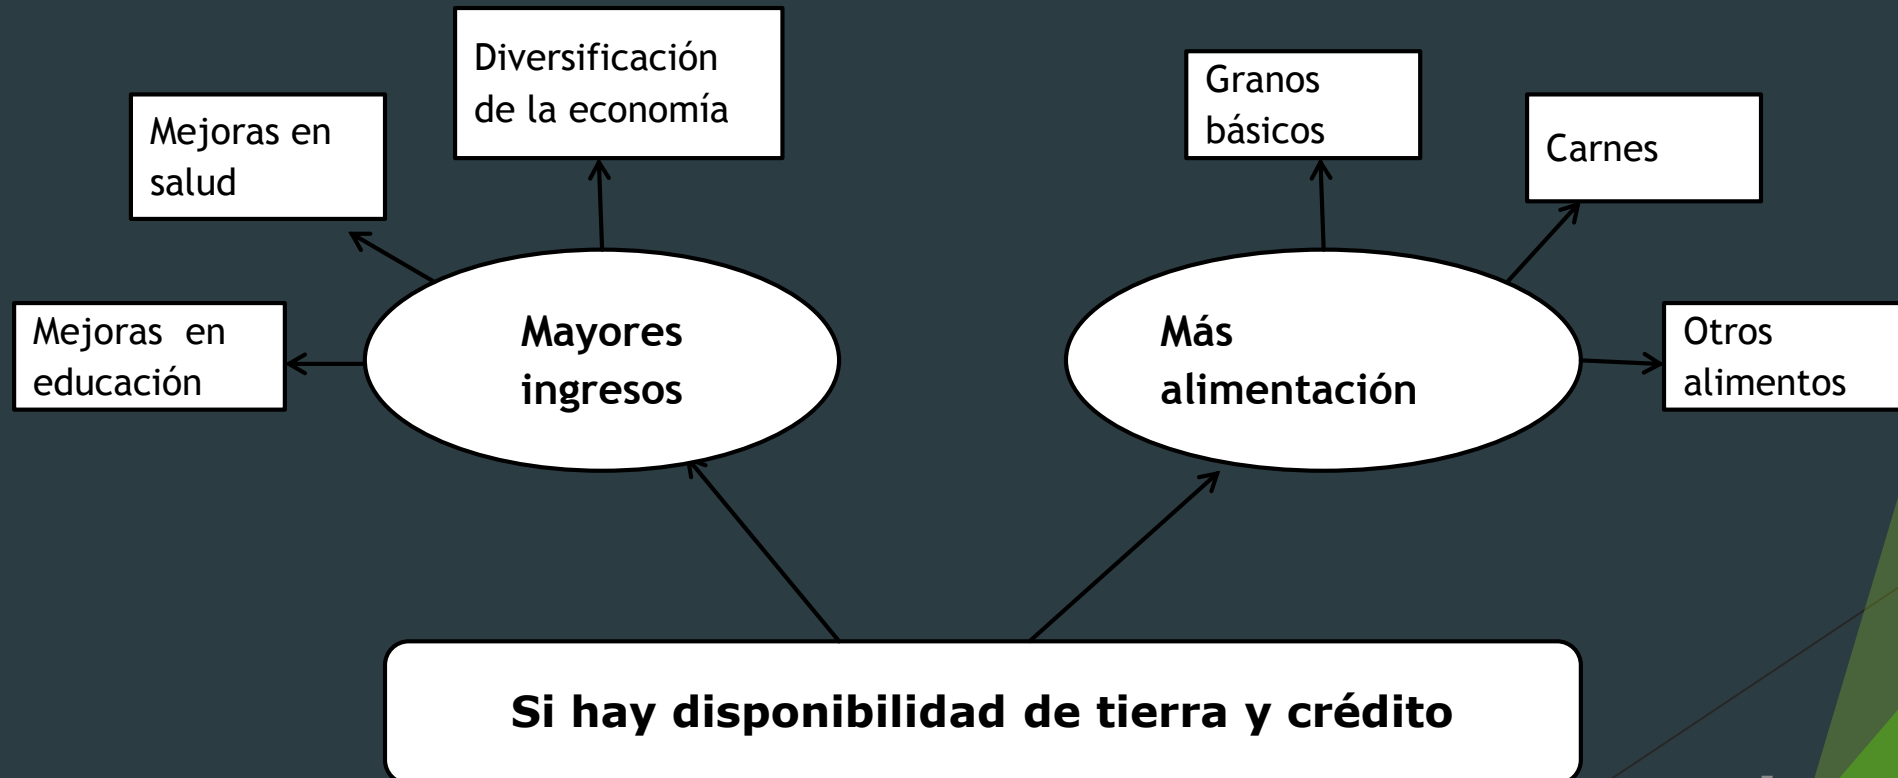 Diversificación
de la economía
Granos
básicos
Mejoras en
salud
Carnes
Mejoras  en
educación
Mayores
ingresos
Más
alimentación
Otros
alimentos
Si hay disponibilidad de tierra y crédito